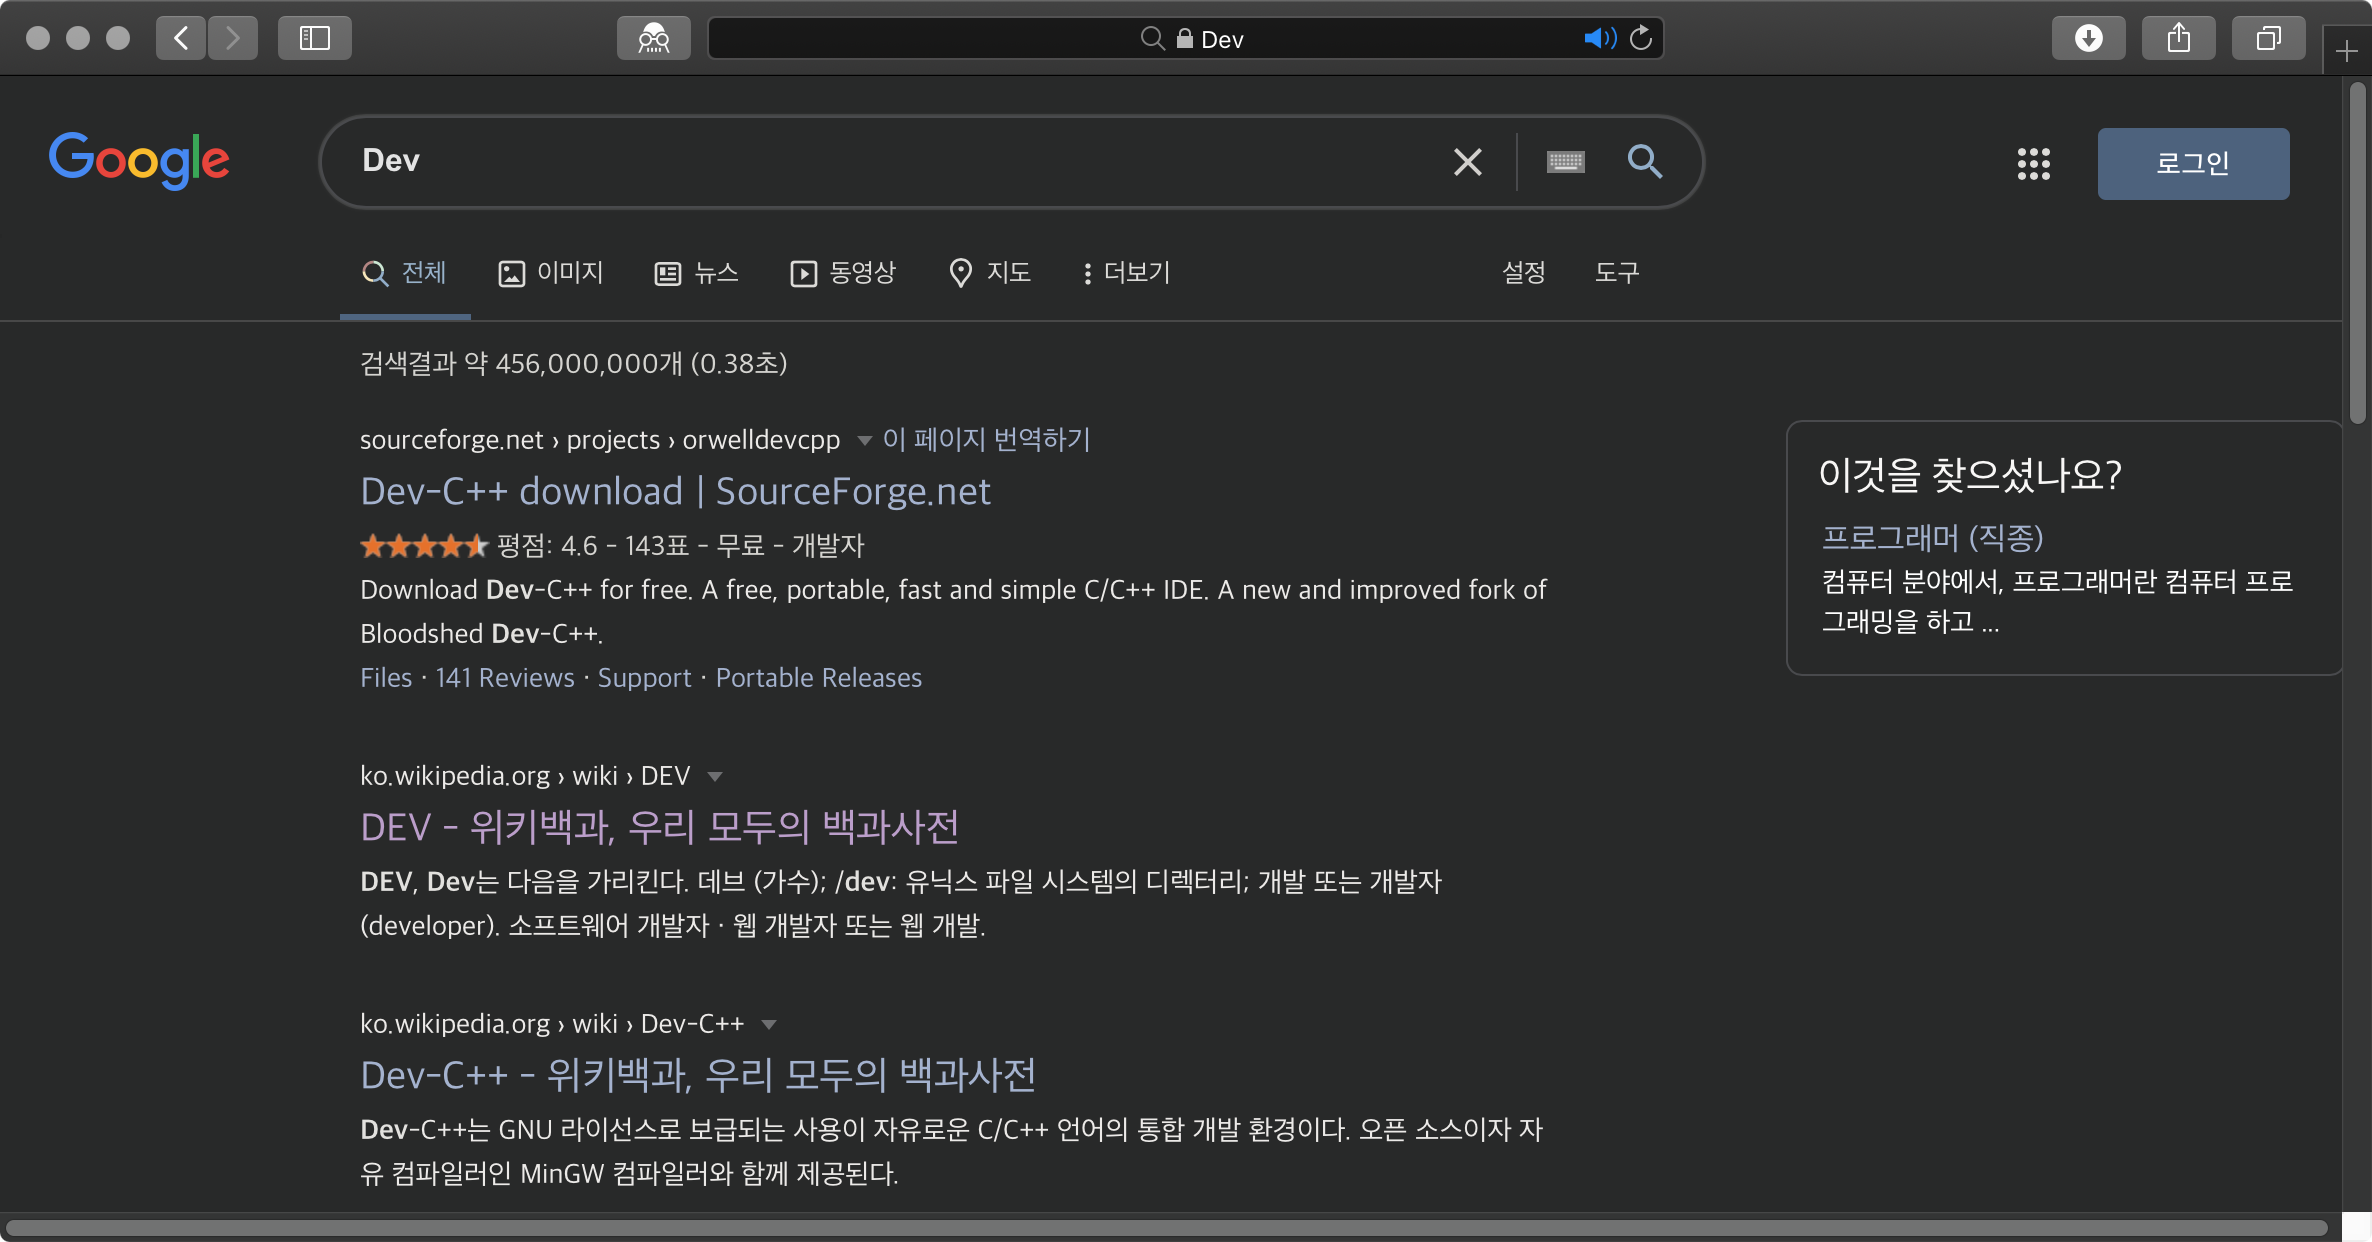 Dev
Google
Dev
로그인
전체 이미지 뉴스 동영상 지도 더보기 설정 도구
검색결과 약 456,000,000개 (0.38초)
sourceforge.net › projects › orwelldevcpp 이 페이지 번역하기
Dev-C++ download | SourceForge.net
평점: 4.6 - 143표 - 무료 - 개발자
Download Dev-C++ for free. A free, portable, fast and simple C/C++ IDE. A new and improved fork of
Bloodshed Dev-C++.
Files · 141 Reviews · Support · Portable Releases
이것을 찾으셨나요?
프로그래머 (직종)
컴퓨터 분야에서, 프로그래머란 컴퓨터 프로
그래밍을 하고 ...
ko.wikipedia.org › wiki › DEV
DEV - 위키백과, 우리 모두의 백과사전
DEV, Dev는 다음을 가리킨다. 데브 (가수); /dev: 유닉스 파일 시스템의 디렉터리; 개발 또는 개발자
(developer). 소프트웨어 개발자 · 웹 개발자 또는 웹 개발.
ko.wikipedia.org › wiki › Dev-C++
Dev-C++ - 위키백과, 우리 모두의 백과사전
Dev-C++는 GNU 라이선스로 보급되는 사용이 자유로운 C/C++ 언어의 통합 개발 환경이다. 오픈 소스이자 자
유 컴파일러인 MinGW 컴파일러와 함께 제공된다.